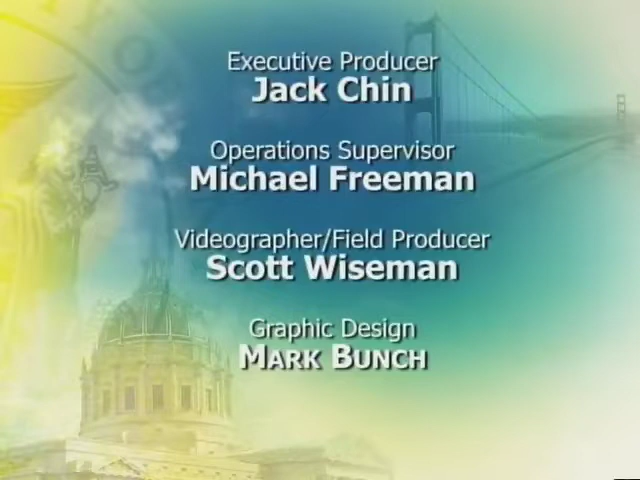 Executive Producer
Jack Chin
Operations Supervisor
Michael Freeman
Videographer/Field Producer
Scott Wiseman
Graphic Design
MARK BUNCH